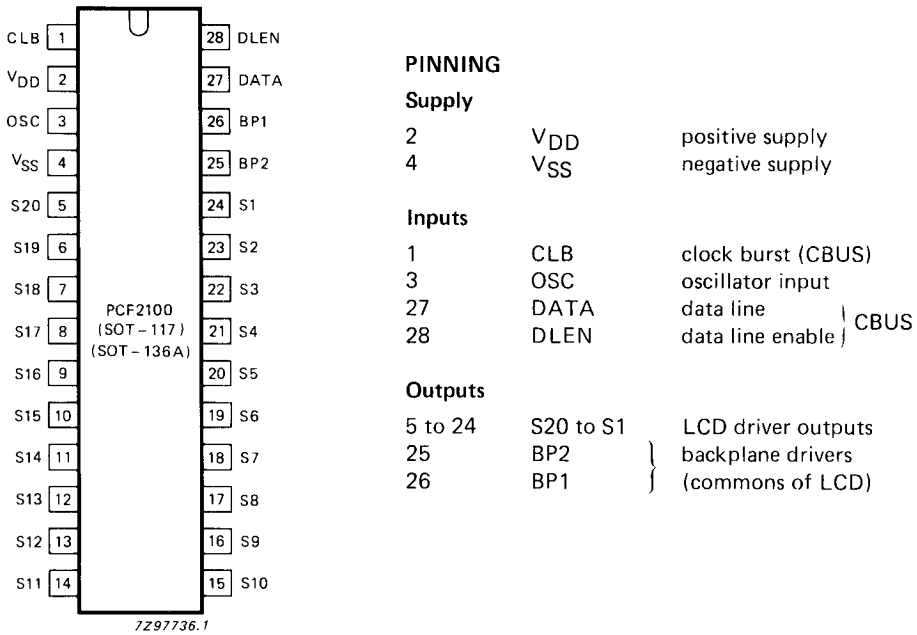 CLB 1 28 DLEN
VDD 2 27 DATA
OSC 3 26 BP1
VSS 4 25 BP2
S20 5 24 S1
S19 6 23 S2
S18 7 22 S3
S17 8 21 S4
S16 9 20 S5
S15 10 19 S6
S14 11 18 S7
S13 12 17 S8
S12 13 16 S9
S11 14 15 S10
PCF2100
(SOT-117)
(SOT-136A)
7Z97736.1
PINNING
Supply
2 VDD positive supply
4 VSS negative supply
Inputs
1 CLB clock burst (CBUS)
3 OSC oscillator input
27 DATA data line
28 DLEN data line enable
CBUS
Outputs
5 to 24 S20 to S1 LCD driver outputs
25 BP2 backplane drivers
26 BP1 (commons of LCD)